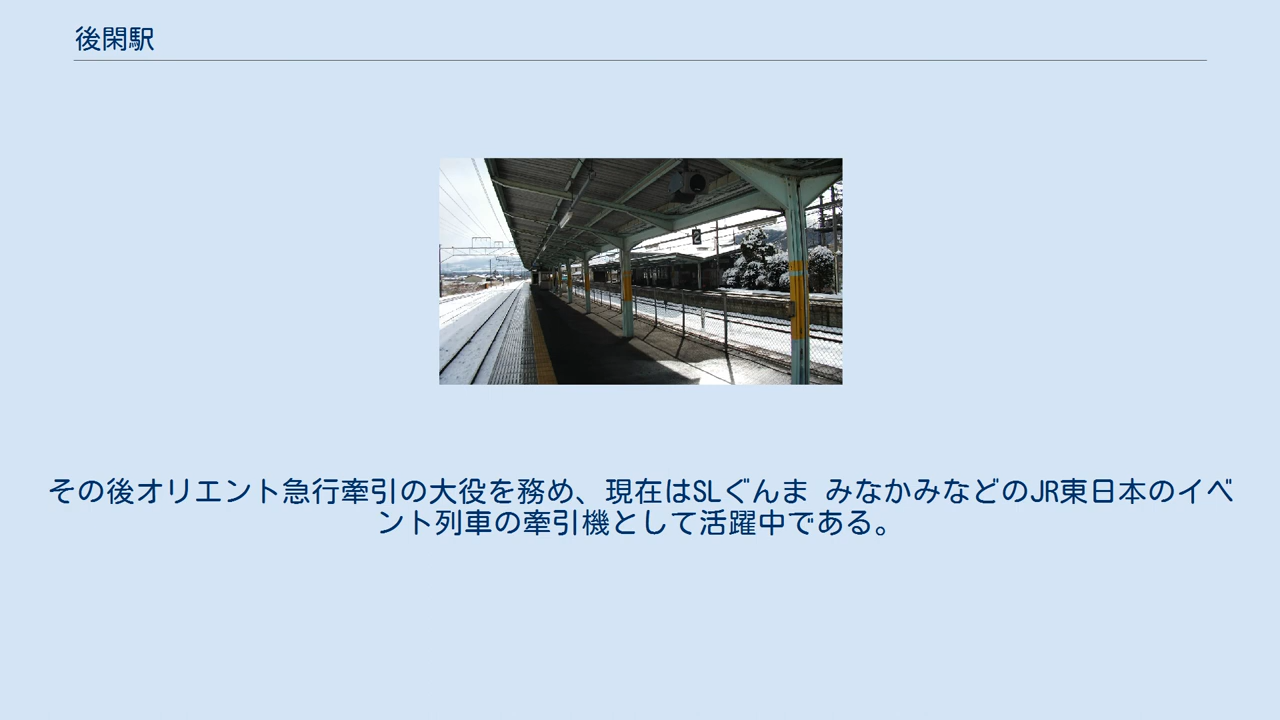 後閑駅
2
その後オリエント急行牽引の大役を務め、現在はSLぐんま みなかみなどのJR東日本のイベ
ント列車の牽引機として活躍中である。